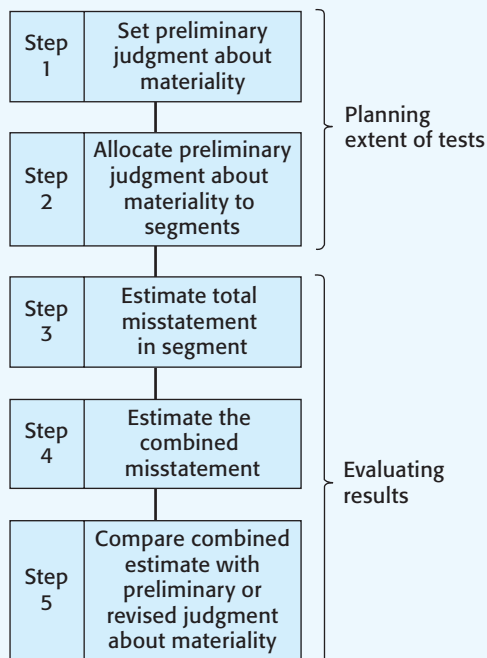 Step
1
Set preliminary
judgment about
materiality
Step
2
Allocate preliminary
judgment about
materiality to
segments
Planning
extent of tests
Step
3
Estimate total
misstatement
in segment
Step
4
Estimate the
combined
misstatement
Step
5
Compare combined
estimate with
preliminary or
revised judgment
about materiality
Evaluating
results